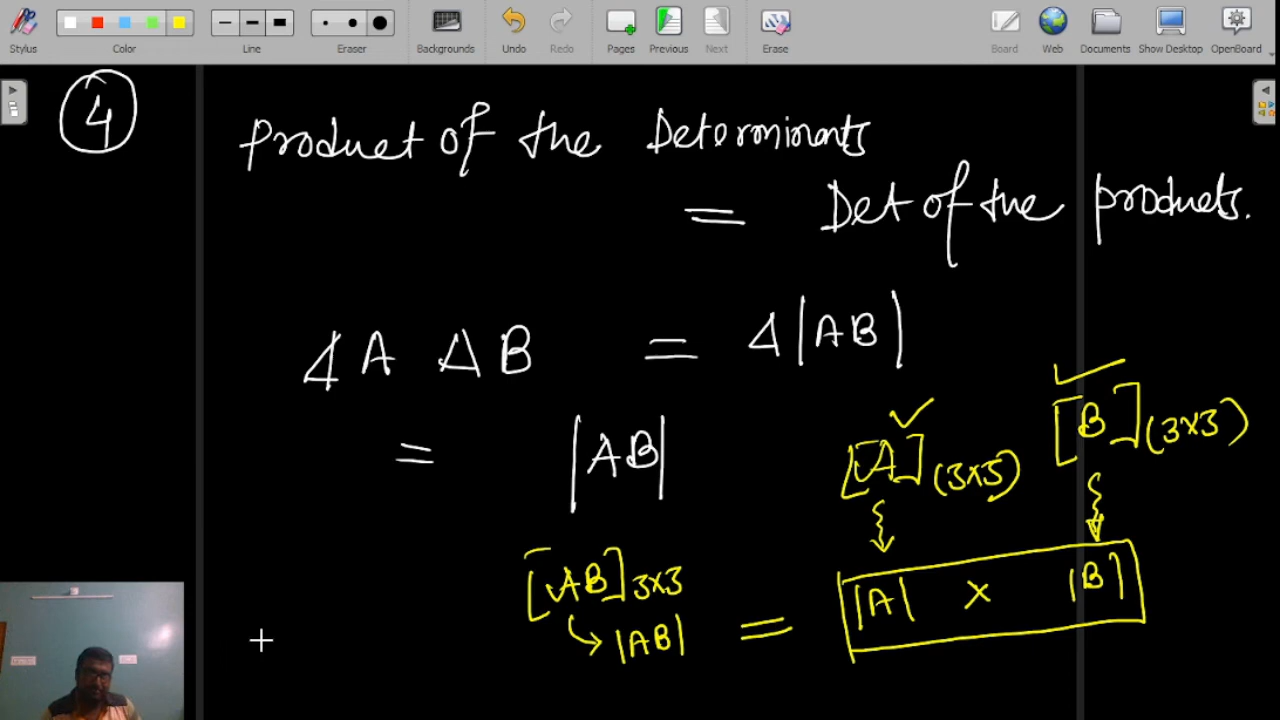 Stylus
Color
Line
Eraser
Backgrounds
Undo
Redo
Pages
Previous
Next
Erase
Board
Web
Documents
Show Desktop
OpenBoard
4
Product of the Determinants
= Det of the products.
ΔA ΔB = Δ|AB|
= |AB|
[A](3x3) [B](3x3)
[AB]3x3
|A| x |B|
↳ |AB| =